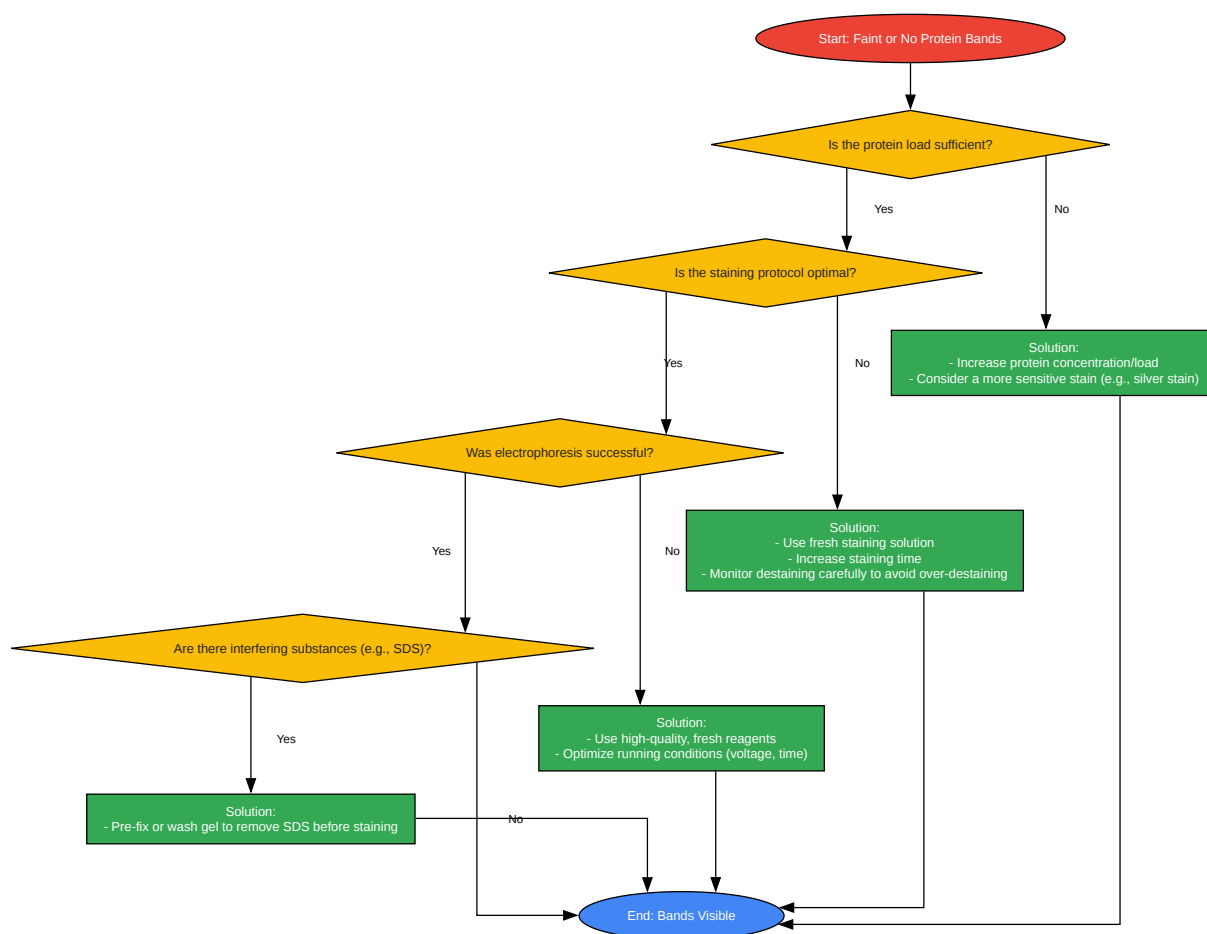 Start: Faint or No Protein Bands
Is the protein load sufficient?
Yes
No
Is the staining protocol optimal?
Solution:
- Increase protein concentration/load
- Consider a more sensitive stain (e.g., silver stain)
Yes
No
Was electrophoresis successful?
Solution:
- Use fresh staining solution
- Increase staining time
- Monitor destaining carefully to avoid over-destaining
Yes
No
Are there interfering substances (e.g., SDS)?
Solution:
- Use high-quality, fresh reagents
- Optimize running conditions (voltage, time)
Yes
Solution:
- Pre-fix or wash gel to remove SDS before staining
No
End: Bands Visible